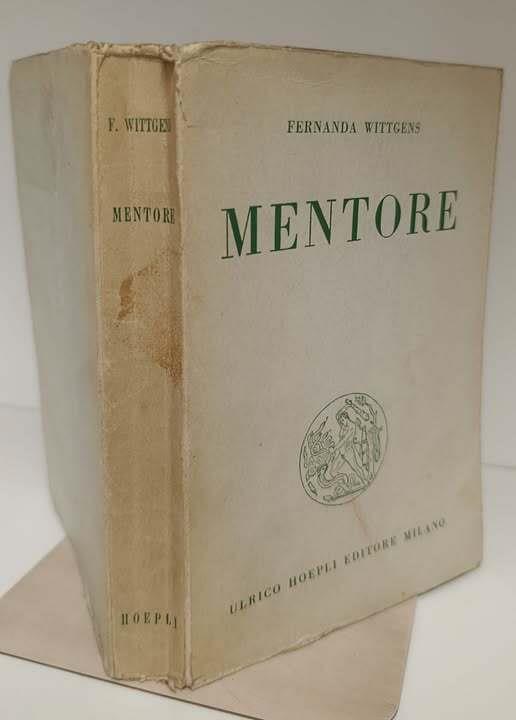 F. WITTGENS
MENTORE
HOEPLI
FERNANDA WITTGENS
MENTORE
ULRICO HOEPLI EDITORE MILANO